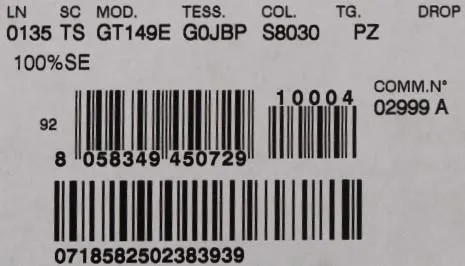 LN SC MOD. TESS. COL. TG. DROP
0135 TS GT149E G0JBP S8030 PZ
100%SE
COMM.N°
02999 A
10004
92
8 058349 450729
0718582502383939